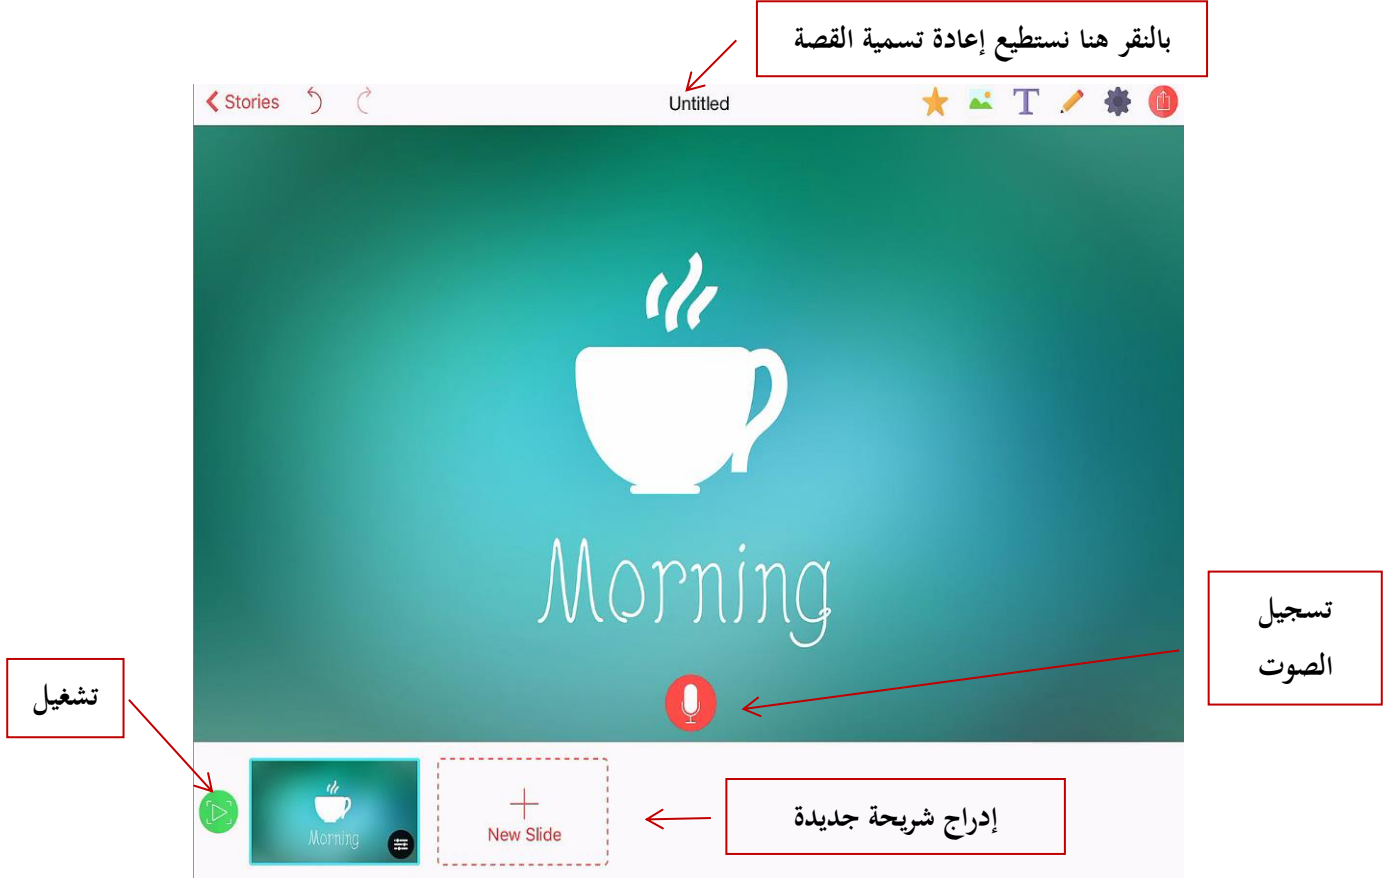 بالنقر هنا نستطيع إعادة تسمية القصة
Stories
Untitled
T
Morning
تسجيل
الصوت
تشغيل
Morning
New Slide
إدراج شريحة جديدة